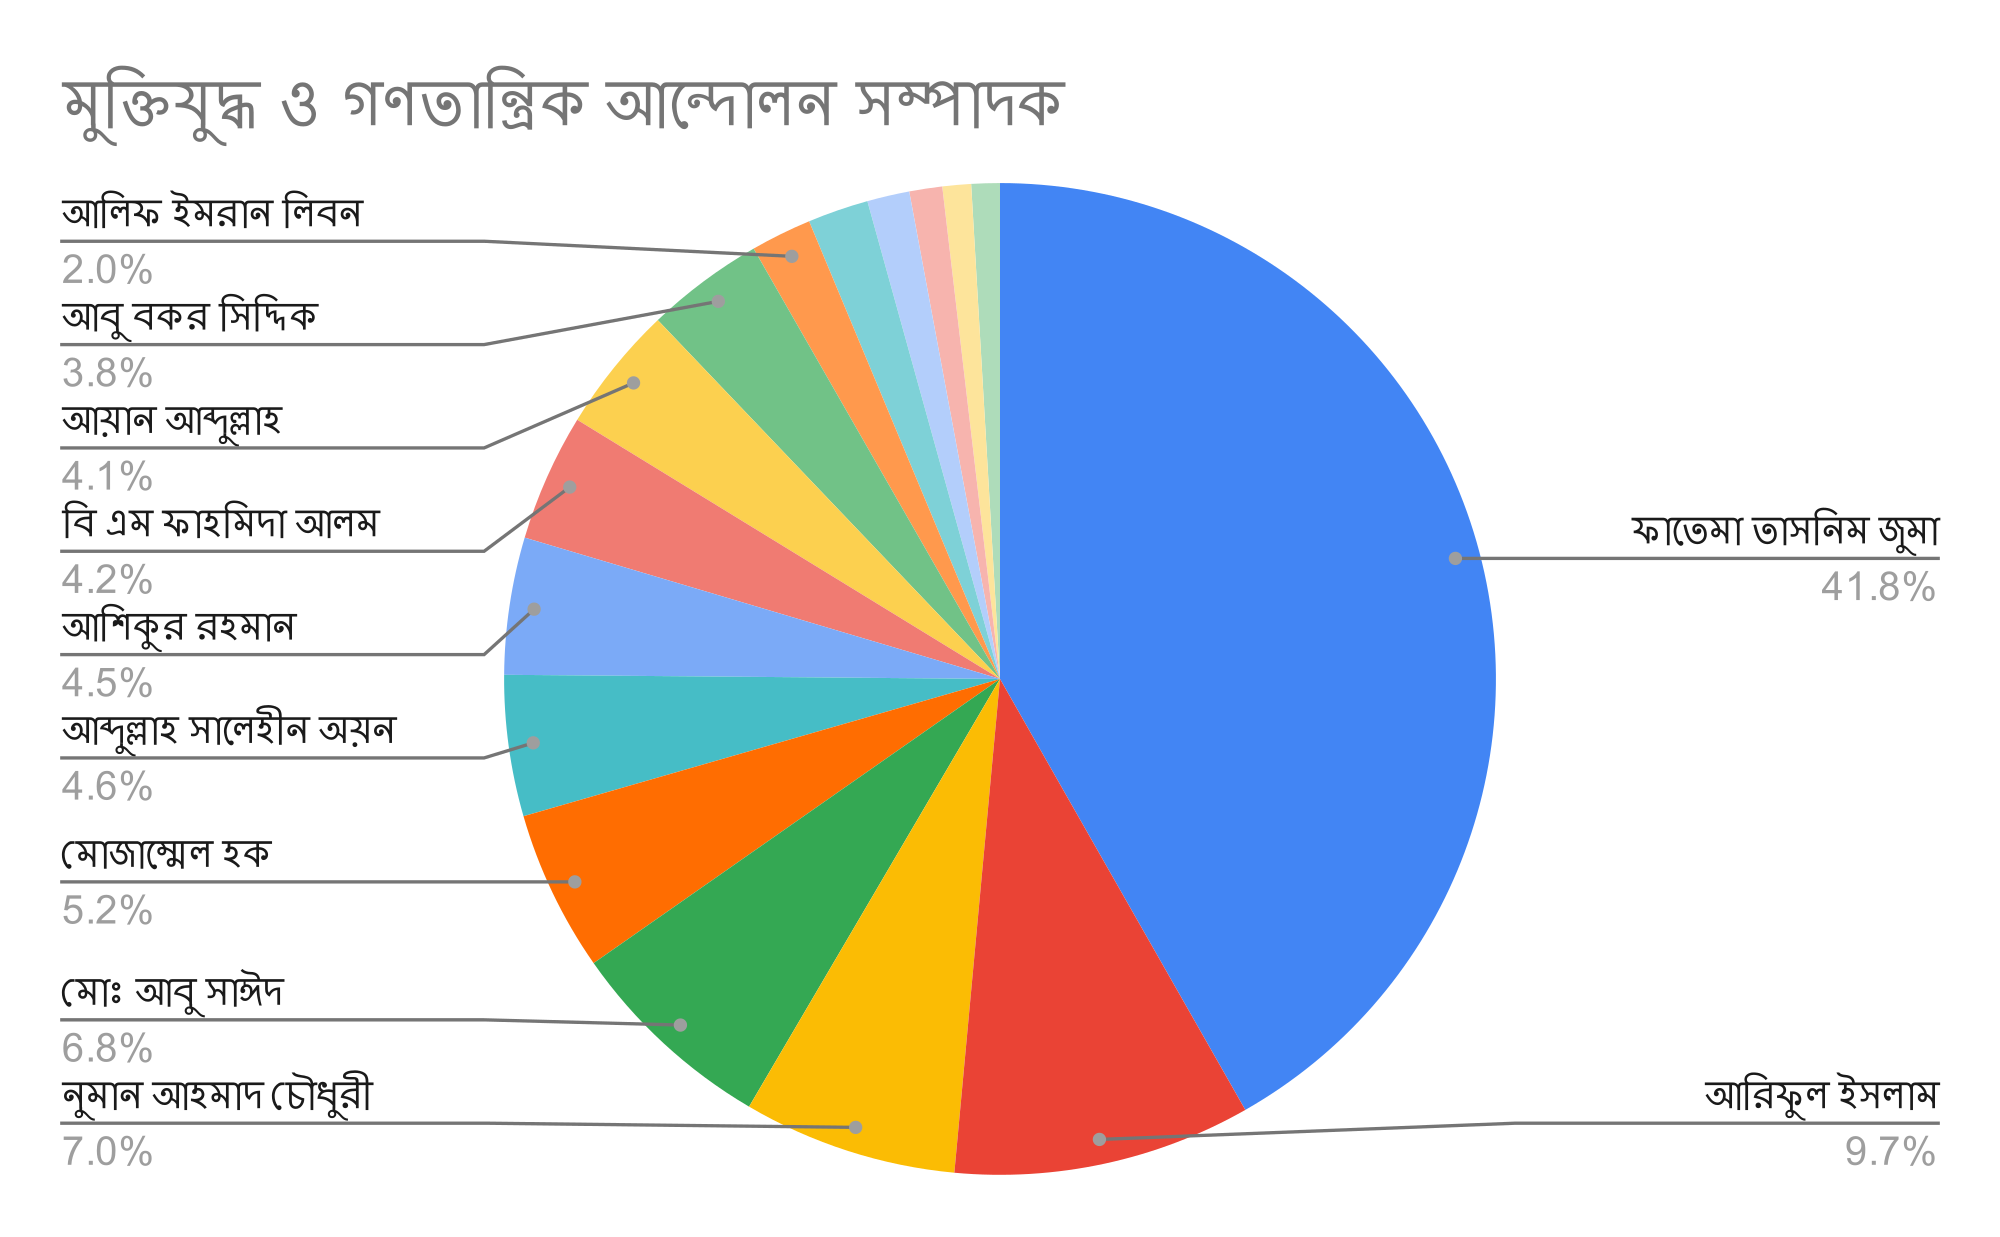 মুক্তিযুদ্ধ ও গণতান্ত্রিক আন্দোলন সম্পাদক
আলিফ ইমরান লিবন
2.0%
আবু বকর সিদ্দিক
3.8%
আয়ান আব্দুল্লাহ
4.1%
বি এম ফাহমিদা আলম
4.2%
আশিকুর রহমান
4.5%
আব্দুল্লাহ সালেহীন অয়ন
4.6%
মোজাম্মেল হক
5.2%
মোঃ আবু সাঈদ
6.8%
নুমান আহমাদ চৌধুরী
7.0%
ফাতেমা তাসনিম জুমা
41.8%
আরিফুল ইসলাম
9.7%